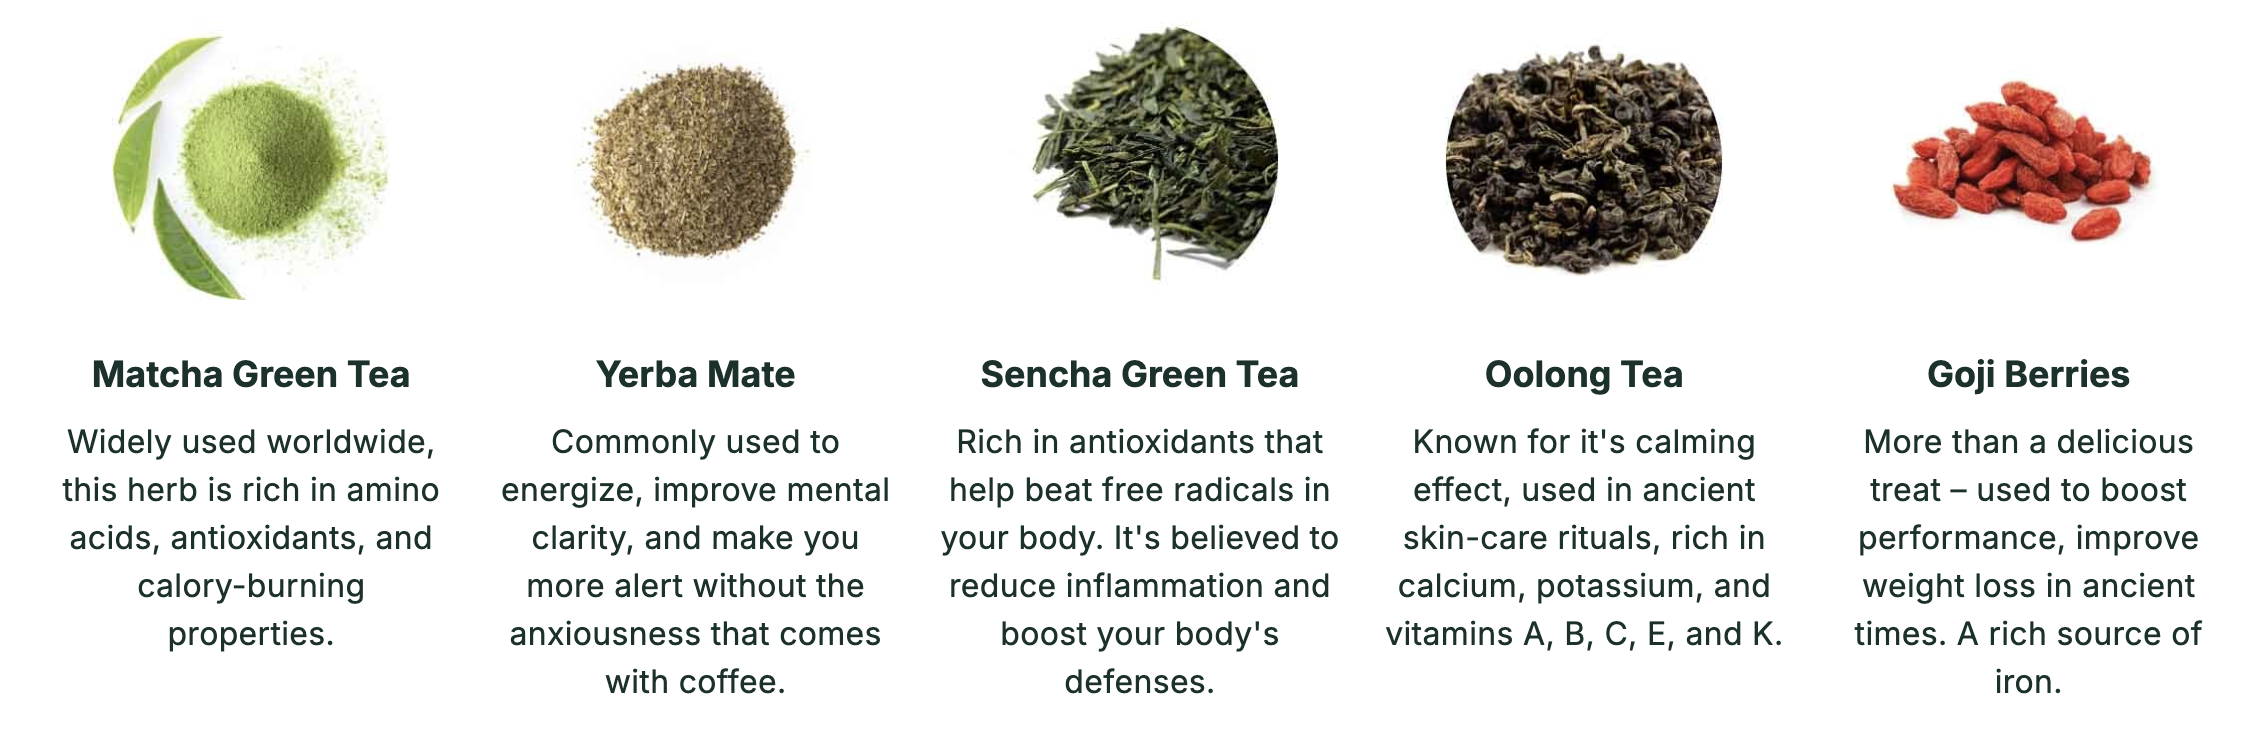 Matcha Green Tea
Widely used worldwide,
this herb is rich in amino
acids, antioxidants, and
calory-burning
properties.
Yerba Mate
Commonly used to
energize, improve mental
clarity, and make you
more alert without the
anxiousness that comes
with coffee.
Sencha Green Tea
Rich in antioxidants that
help beat free radicals in
your body. It's believed to
reduce inflammation and
boost your body's
defenses.
Oolong Tea
Known for it's calming
effect, used in ancient
skin-care rituals, rich in
calcium, potassium, and
vitamins A, B, C, E, and K.
Goji Berries
More than a delicious
treat – used to boost
performance, improve
weight loss in ancient
times. A rich source of
iron.